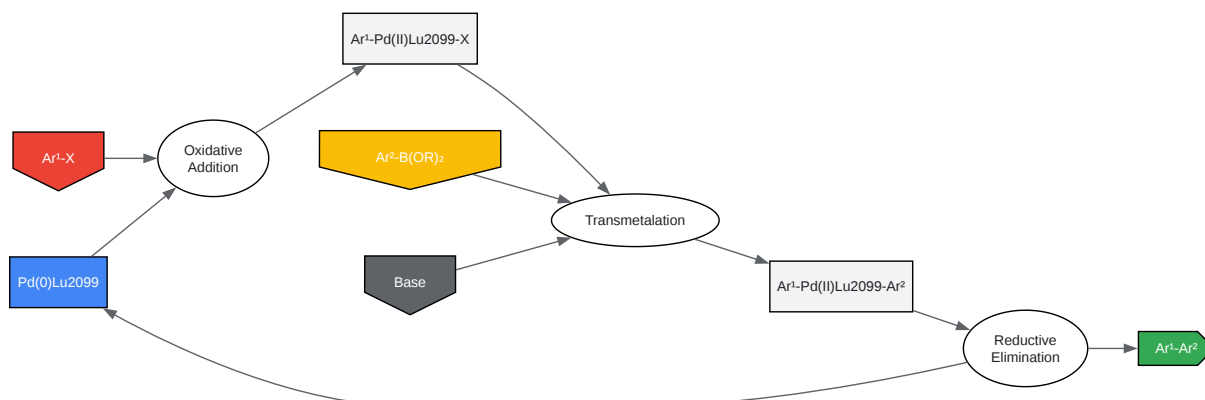 Ar¹-Pd(II)Lu2099-X
Ar¹-X
Oxidative
Addition
Ar²-B(OR)₂
Transmetalation
Pd(0)Lu2099
Base
Ar¹-Pd(II)Lu2099-Ar²
Reductive
Elimination
Ar¹-Ar²